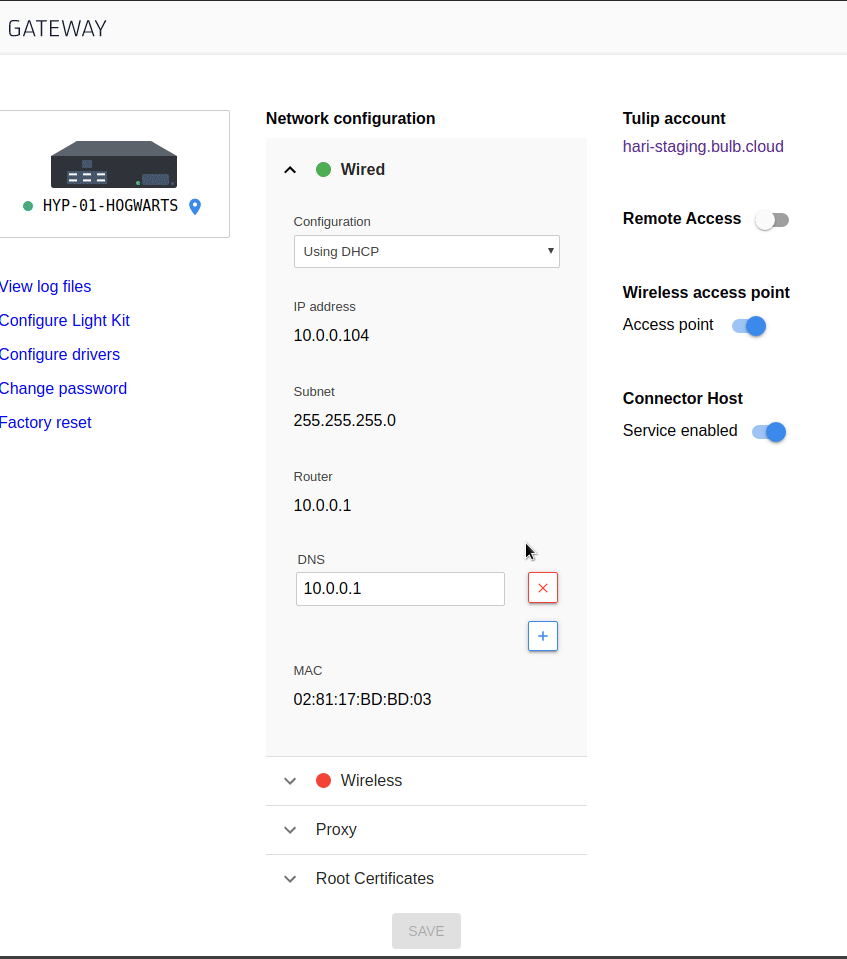 GATEWAY
HYP-01-HOGWARTS
View log files
Configure Light Kit
Configure drivers
Change password
Factory reset
Network configuration
Wired
Configuration
Using DHCP
IP address
10.0.0.104
Subnet
255.255.255.0
Router
10.0.0.1
DNS
10.0.0.1
MAC
02:81:17:BD:BD:03
Wireless
Proxy
Root Certificates
SAVE
Tulip account
hari-staging.bulb.cloud
Remote Access
Wireless access point
Access point
Connector Host
Service enabled